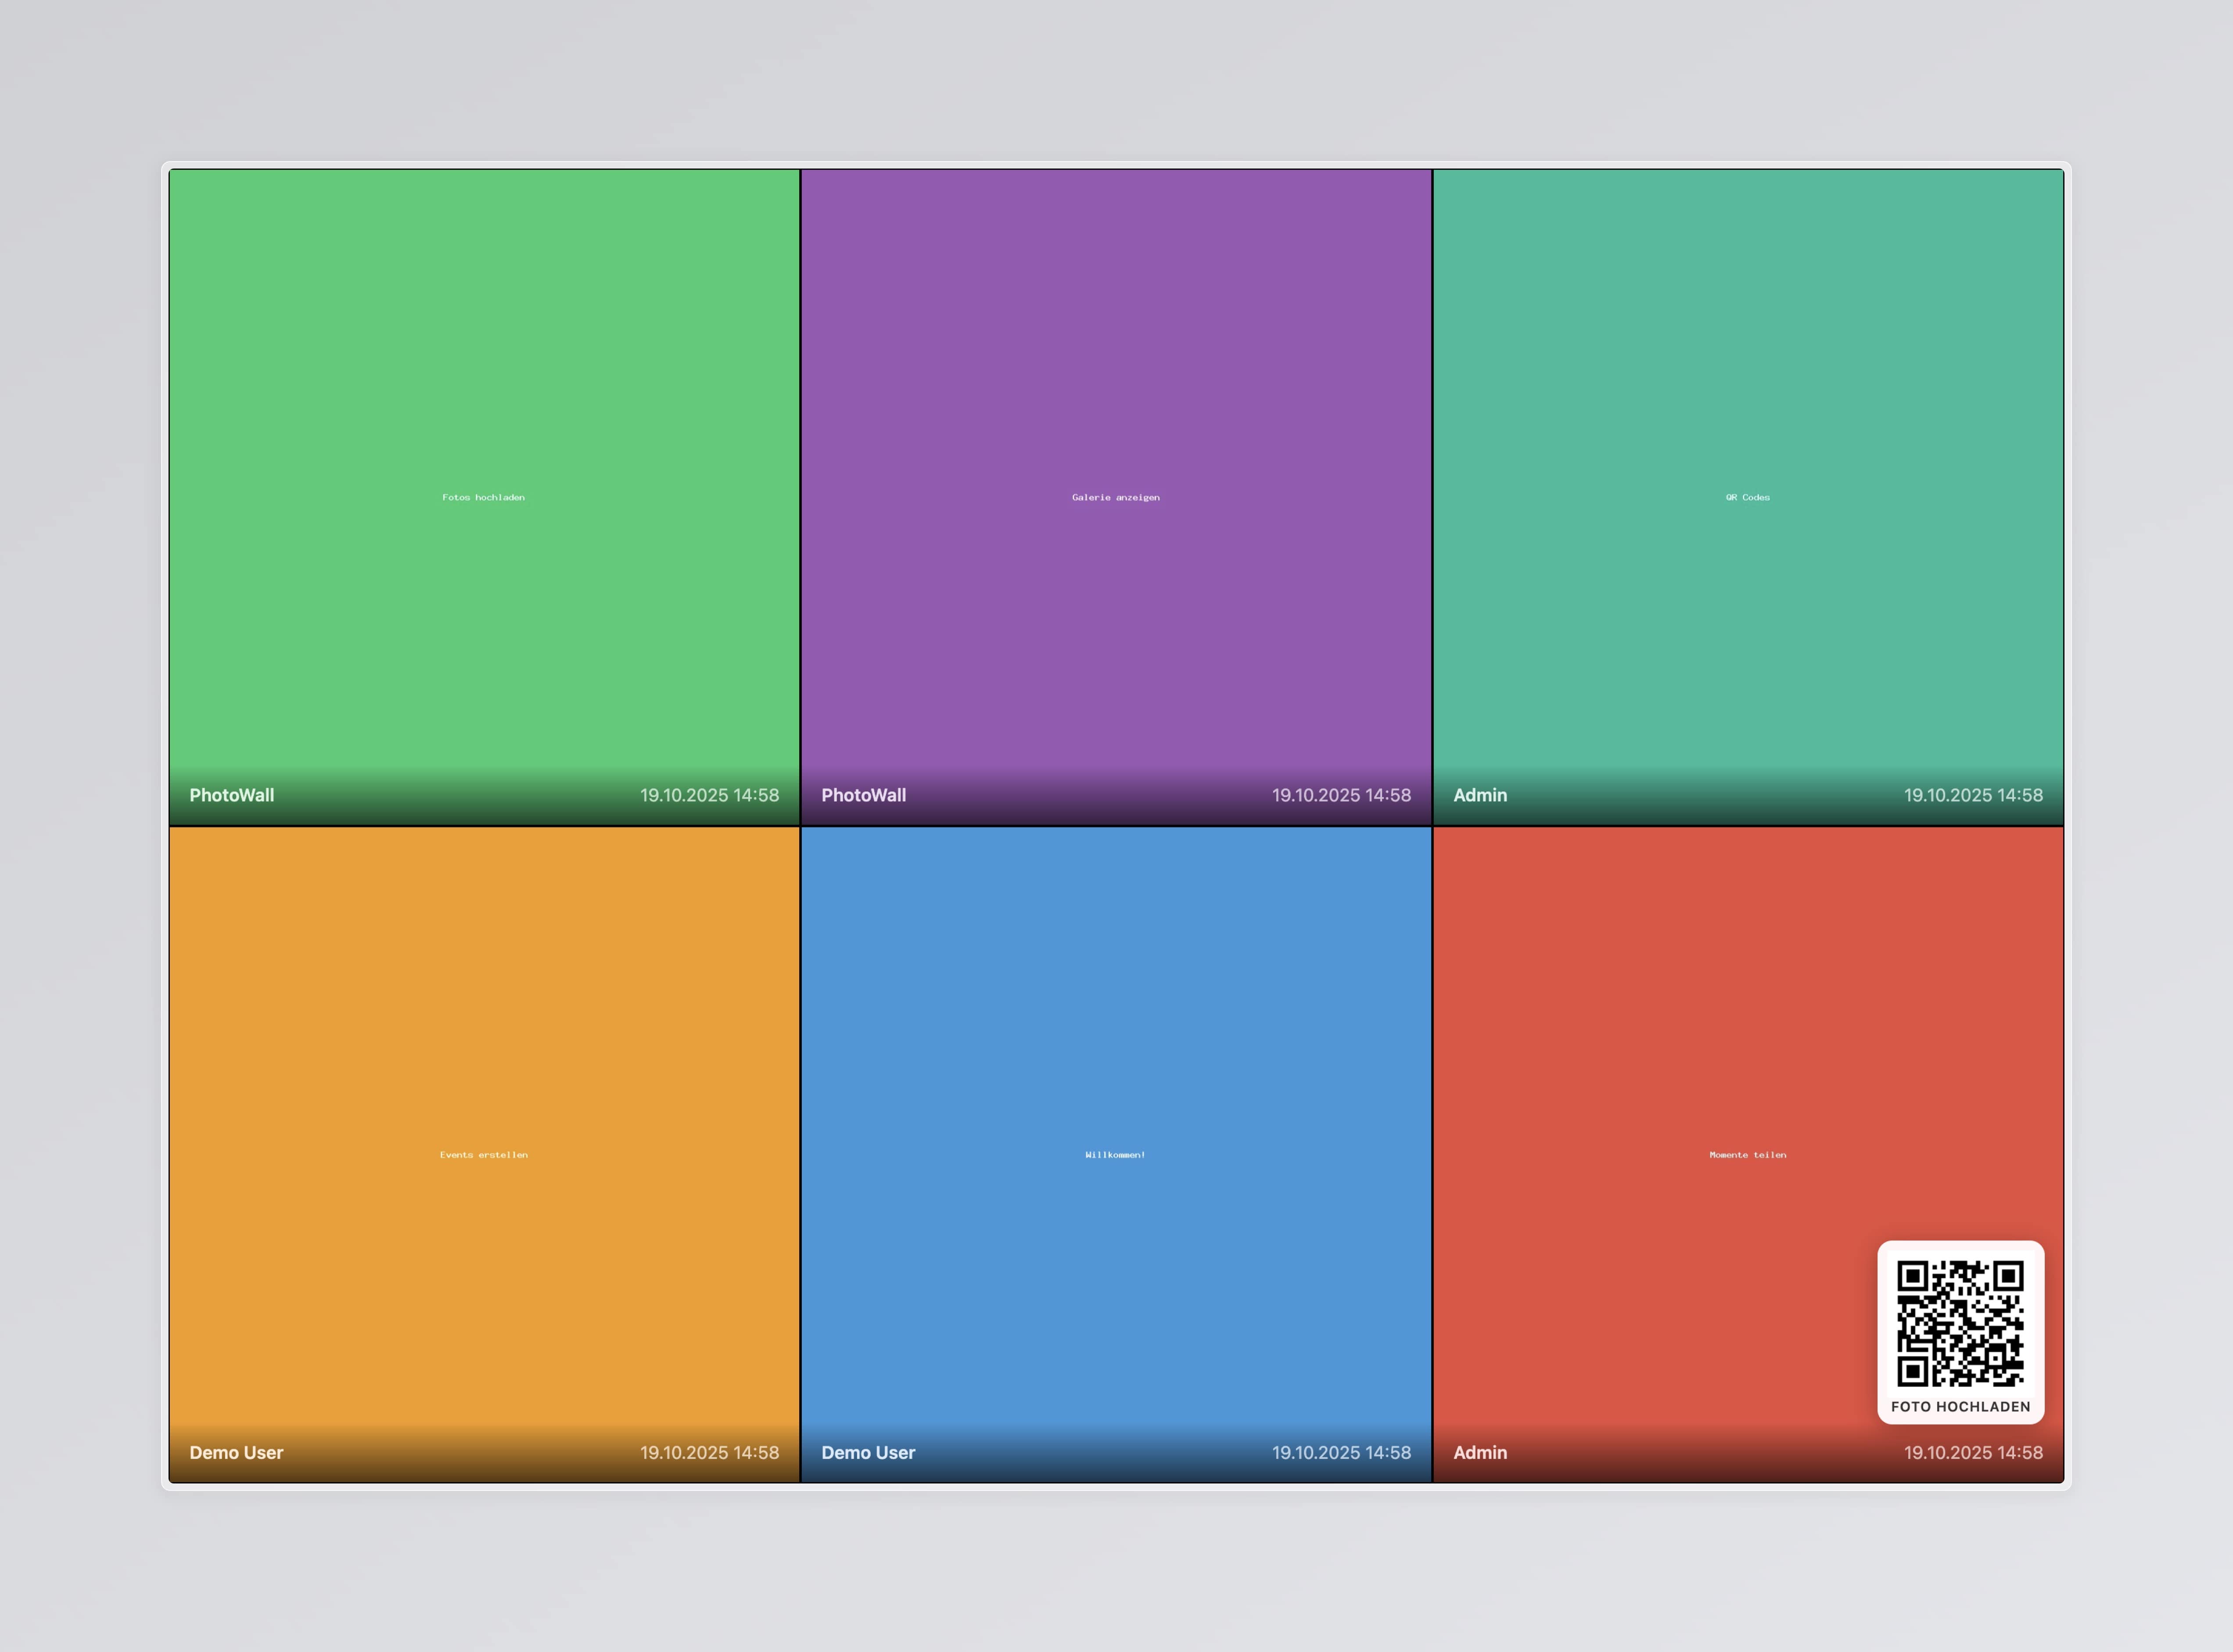 Fotos hochladen
PhotoWall 19.10.2025 14:58
Galerie anzeigen
PhotoWall 19.10.2025 14:58
QR Codes
Admin 19.10.2025 14:58
Events erstellen
Demo User 19.10.2025 14:58
Willkommen!
Demo User 19.10.2025 14:58
Momente teilen
FOTO HOCHLADEN
Admin 19.10.2025 14:58